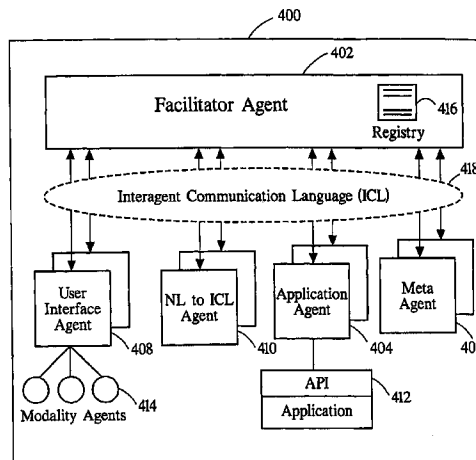 400
402
Facilitator Agent
416
Registry
418
Interagent Communication Language (ICL)
User
Interface
Agent
408
NL to ICL
Agent
410
Application
Agent
404
Meta
Agent
Modality Agents
414
API
Application
412